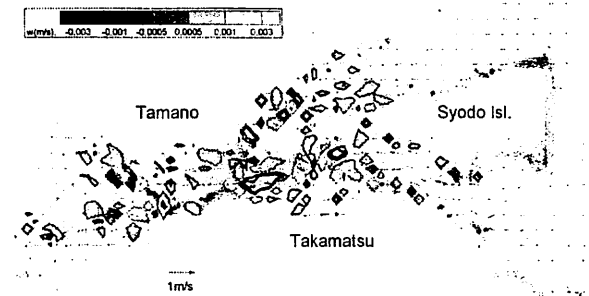 w(m/s). -0.003 -0.001 -0.0005 0.0005 0.001 0.003
Tamano
Syodo Isl.
Takamatsu
1m/s